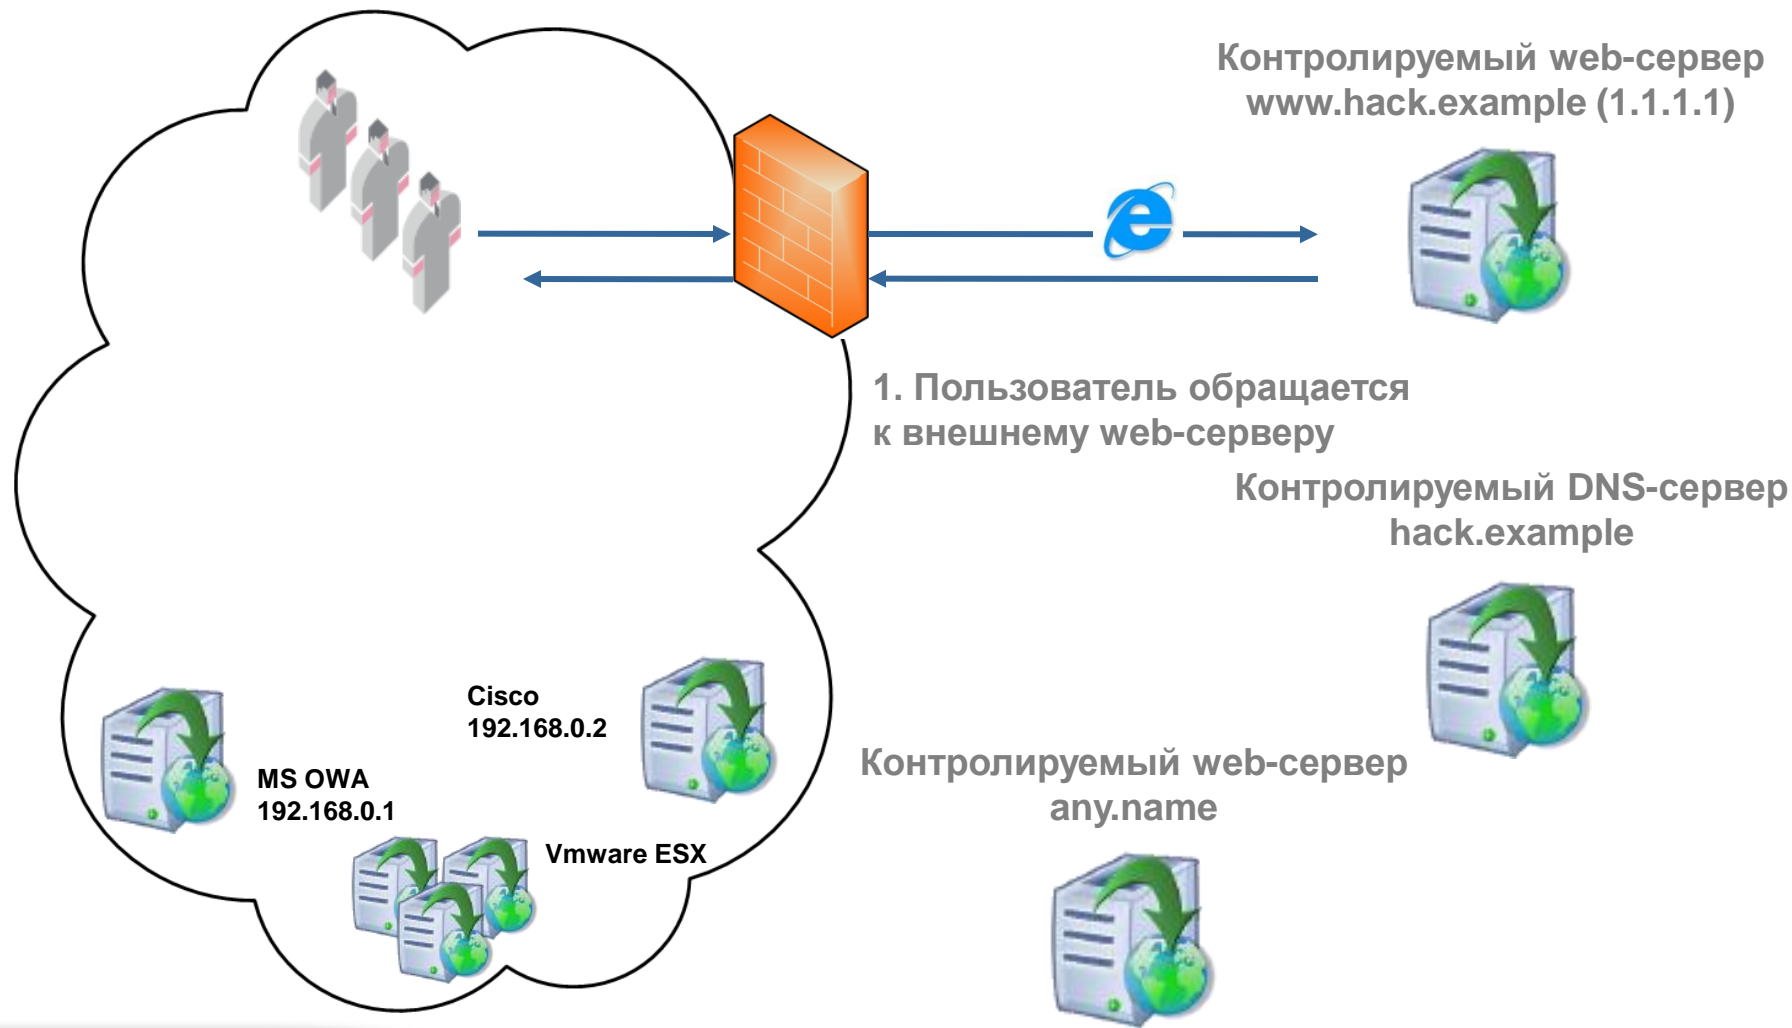 Контролируемый web-сервер
www.hack.example (1.1.1.1)
1. Пользователь обращается
к внешнему web-серверу
Контролируемый DNS-сервер
hack.example
Cisco
192.168.0.2
MS OWA
192.168.0.1
Контролируемый web-сервер
any.name
Vmware ESX